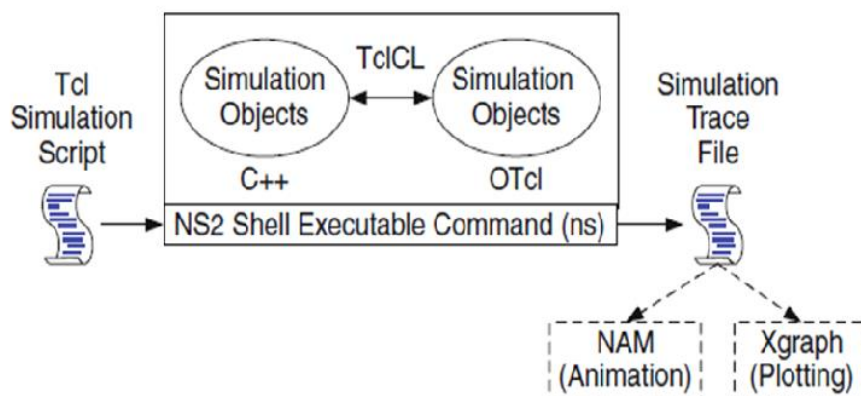 Tcl
Simulation
Script
TclCL
Simulation
Objects
C++
Simulation
Objects
OTcl
NS2 Shell Executable Command (ns)
Simulation
Trace
File
NAM
(Animation)
Xgraph
(Plotting)